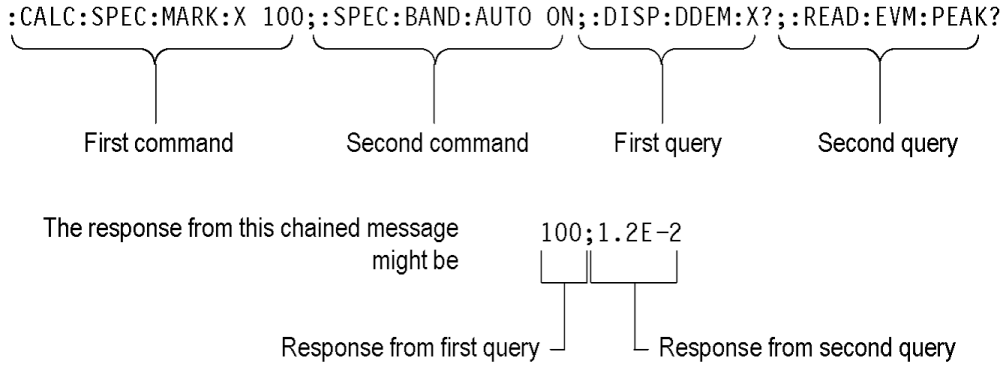 :CALC:SPEC:MARK:X 100;:SPEC:BAND:AUTO ON;:DISP:DDEM:X?;:READ:EVM:PEAK?
First command Second command First query Second query
The response from this chained message
might be
100;1.2E-2
Response from first query Response from second query